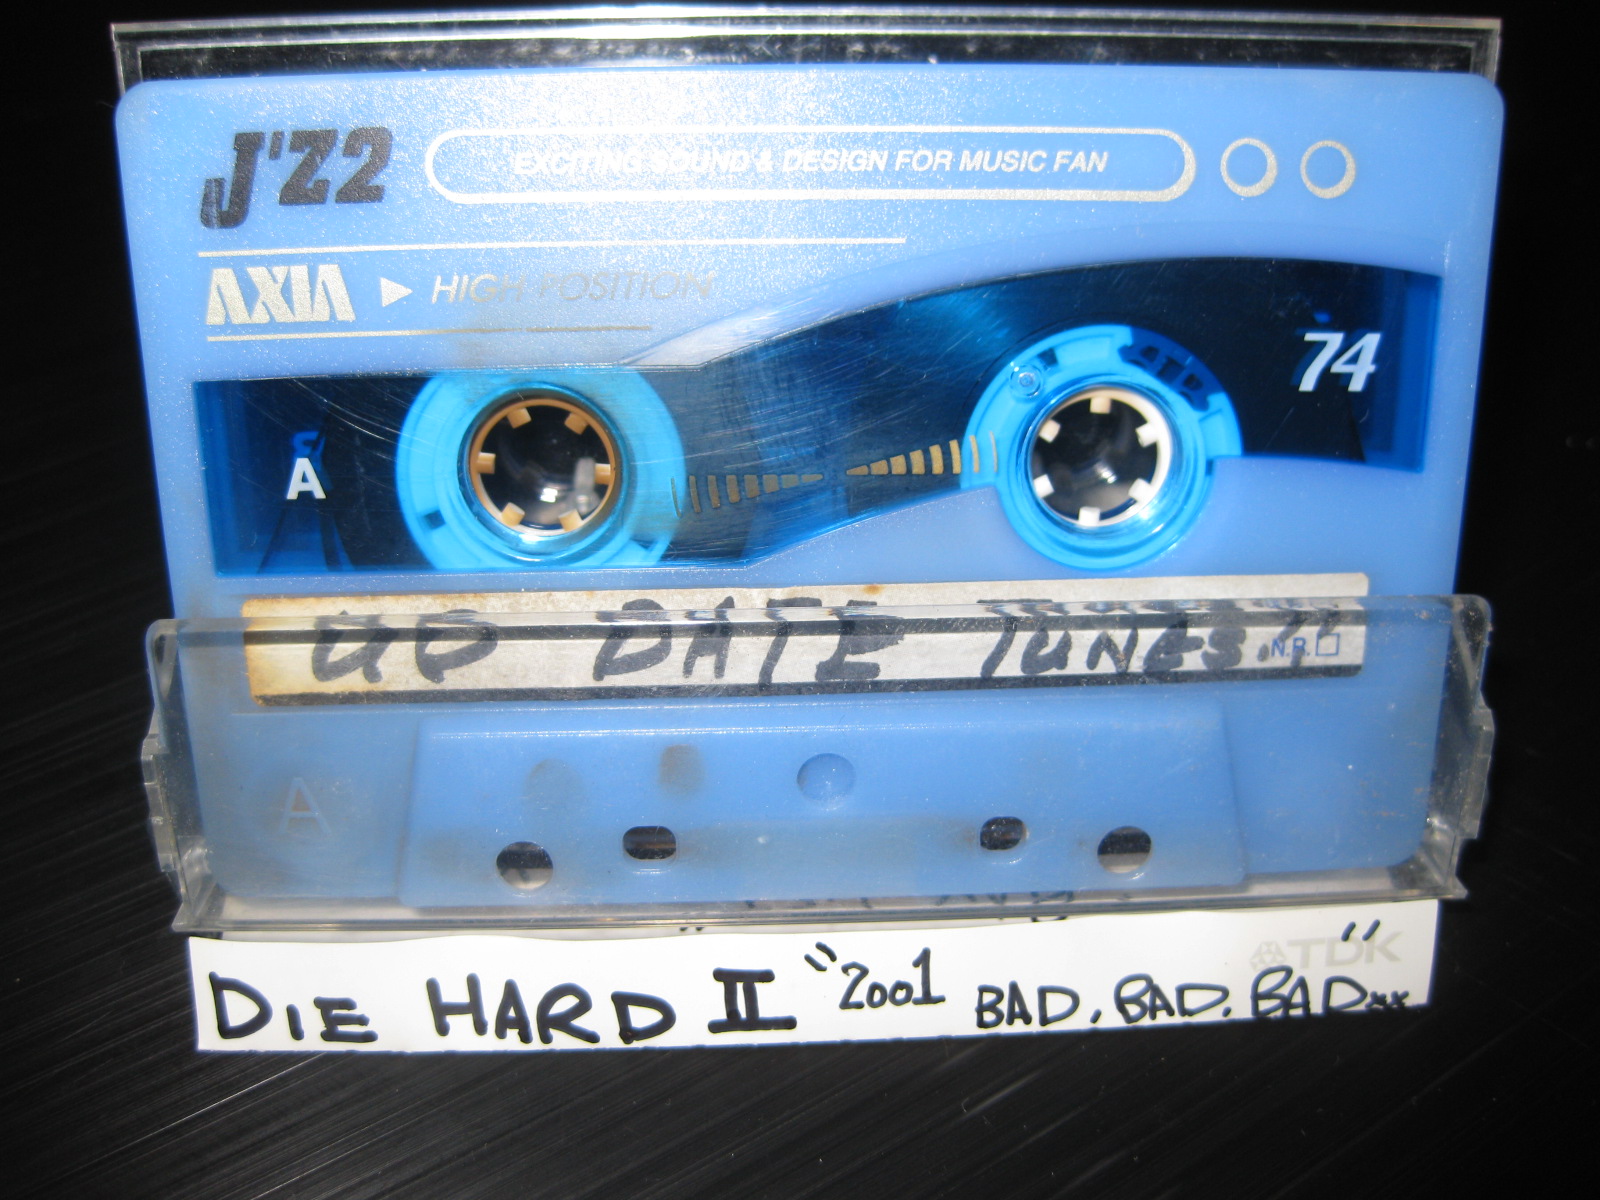 J'Z2
EXCITING SOUND & DESIGN FOR MUSIC FAN
AXIA ▶ HIGH POSITION
74
A
UP DATE TUNES!!
N.R.
A
TDK
DIE HARD II "2001 BAD, BAD, BAD"